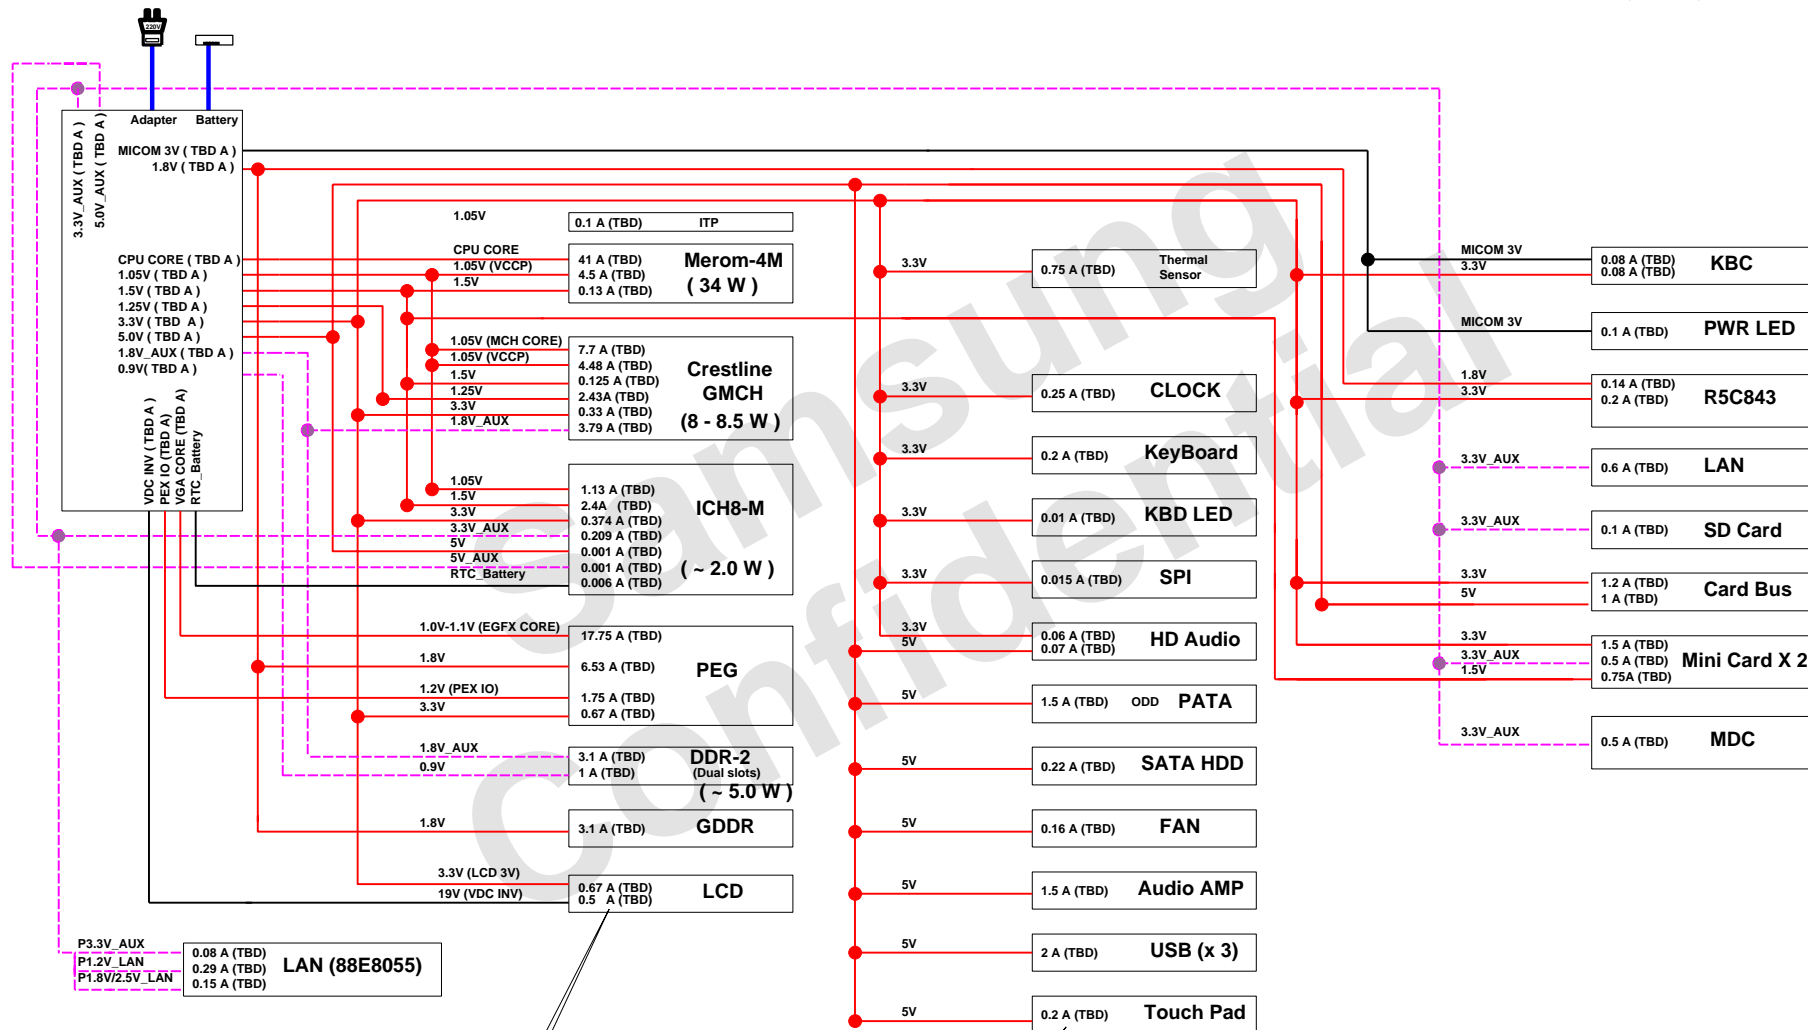 220V
Adapter
Battery
3.3V_AUX (TBD A )
5.0V_AUX ( TBD A )
MICOM 3V ( TBD A )
1.8V ( TBD A )
CPU CORE ( TBD A )
1.05V ( TBD A )
1.5V ( TBD A )
1.25V ( TBD A )
3.3V ( TBD A )
5.0V ( TBD A )
1.8V_AUX ( TBD A )
0.9V( TBD A )
VDC INV ( TBD A )
PEX IO (TBD A)
VGA CORE (TBD A)
RTC_Battery
1.05V
0.1 A (TBD) ITP
CPU CORE
1.05V (VCCP)
1.5V
41 A (TBD)
4.5 A (TBD)
0.13 A (TBD)
Merom-4M
( 34 W )
1.05V (MCH CORE)
1.05V (VCCP)
1.5V
1.25V
3.3V
1.8V_AUX
7.7 A (TBD)
4.48 A (TBD)
0.125 A (TBD)
2.43A (TBD)
0.33 A (TBD)
3.79 A (TBD)
Crestline
GMCH
(8 - 8.5 W )
1.05V
1.5V
3.3V
3.3V_AUX
5V
5V_AUX
RTC_Battery
1.13 A (TBD)
2.4A (TBD)
0.374 A (TBD)
0.209 A (TBD)
0.001 A (TBD)
0.001 A (TBD)
0.006 A (TBD)
ICH8-M
( ~ 2.0 W )
1.0V-1.1V (EGFX CORE)
1.8V
1.2V (PEX IO)
3.3V
17.75 A (TBD)
6.53 A (TBD)
1.75 A (TBD)
0.67 A (TBD)
PEG
1.8V_AUX
0.9V
3.1 A (TBD)
1 A (TBD)
DDR-2
(Dual slots)
( ~ 5.0 W )
1.8V
3.1 A (TBD)
GDDR
3.3V (LCD 3V)
19V (VDC INV)
0.67 A (TBD)
0.5 A (TBD)
LCD
P3.3V_AUX
P1.2V_LAN
P1.8V/2.5V_LAN
0.08 A (TBD)
0.29 A (TBD)
0.15 A (TBD)
LAN (88E8055)
3.3V
0.75 A (TBD)
Thermal
Sensor
3.3V
0.25 A (TBD)
CLOCK
3.3V
0.2 A (TBD)
KeyBoard
3.3V
0.01 A (TBD)
KBD LED
3.3V
0.015 A (TBD)
SPI
3.3V
5V
0.06 A (TBD)
0.07 A (TBD)
HD Audio
5V
1.5 A (TBD) ODD PATA
5V
0.22 A (TBD)
SATA HDD
5V
0.16 A (TBD)
FAN
5V
1.5 A (TBD)
Audio AMP
5V
2 A (TBD)
USB (x 3)
5V
0.2 A (TBD)
Touch Pad
MICOM 3V
3.3V
0.08 A (TBD)
0.08 A (TBD)
KBC
MICOM 3V
0.1 A (TBD)
PWR LED
1.8V
3.3V
0.14 A (TBD)
0.2 A (TBD)
R5C843
3.3V_AUX
0.6 A (TBD)
LAN
3.3V_AUX
0.1 A (TBD)
SD Card
3.3V
5V
1.2 A (TBD)
1 A (TBD)
Card Bus
3.3V
3.3V_AUX
1.5V
1.5 A (TBD)
0.5 A (TBD)
0.75A (TBD)
Mini Card X 2
3.3V_AUX
0.5 A (TBD)
MDC
Samsung
Confidential